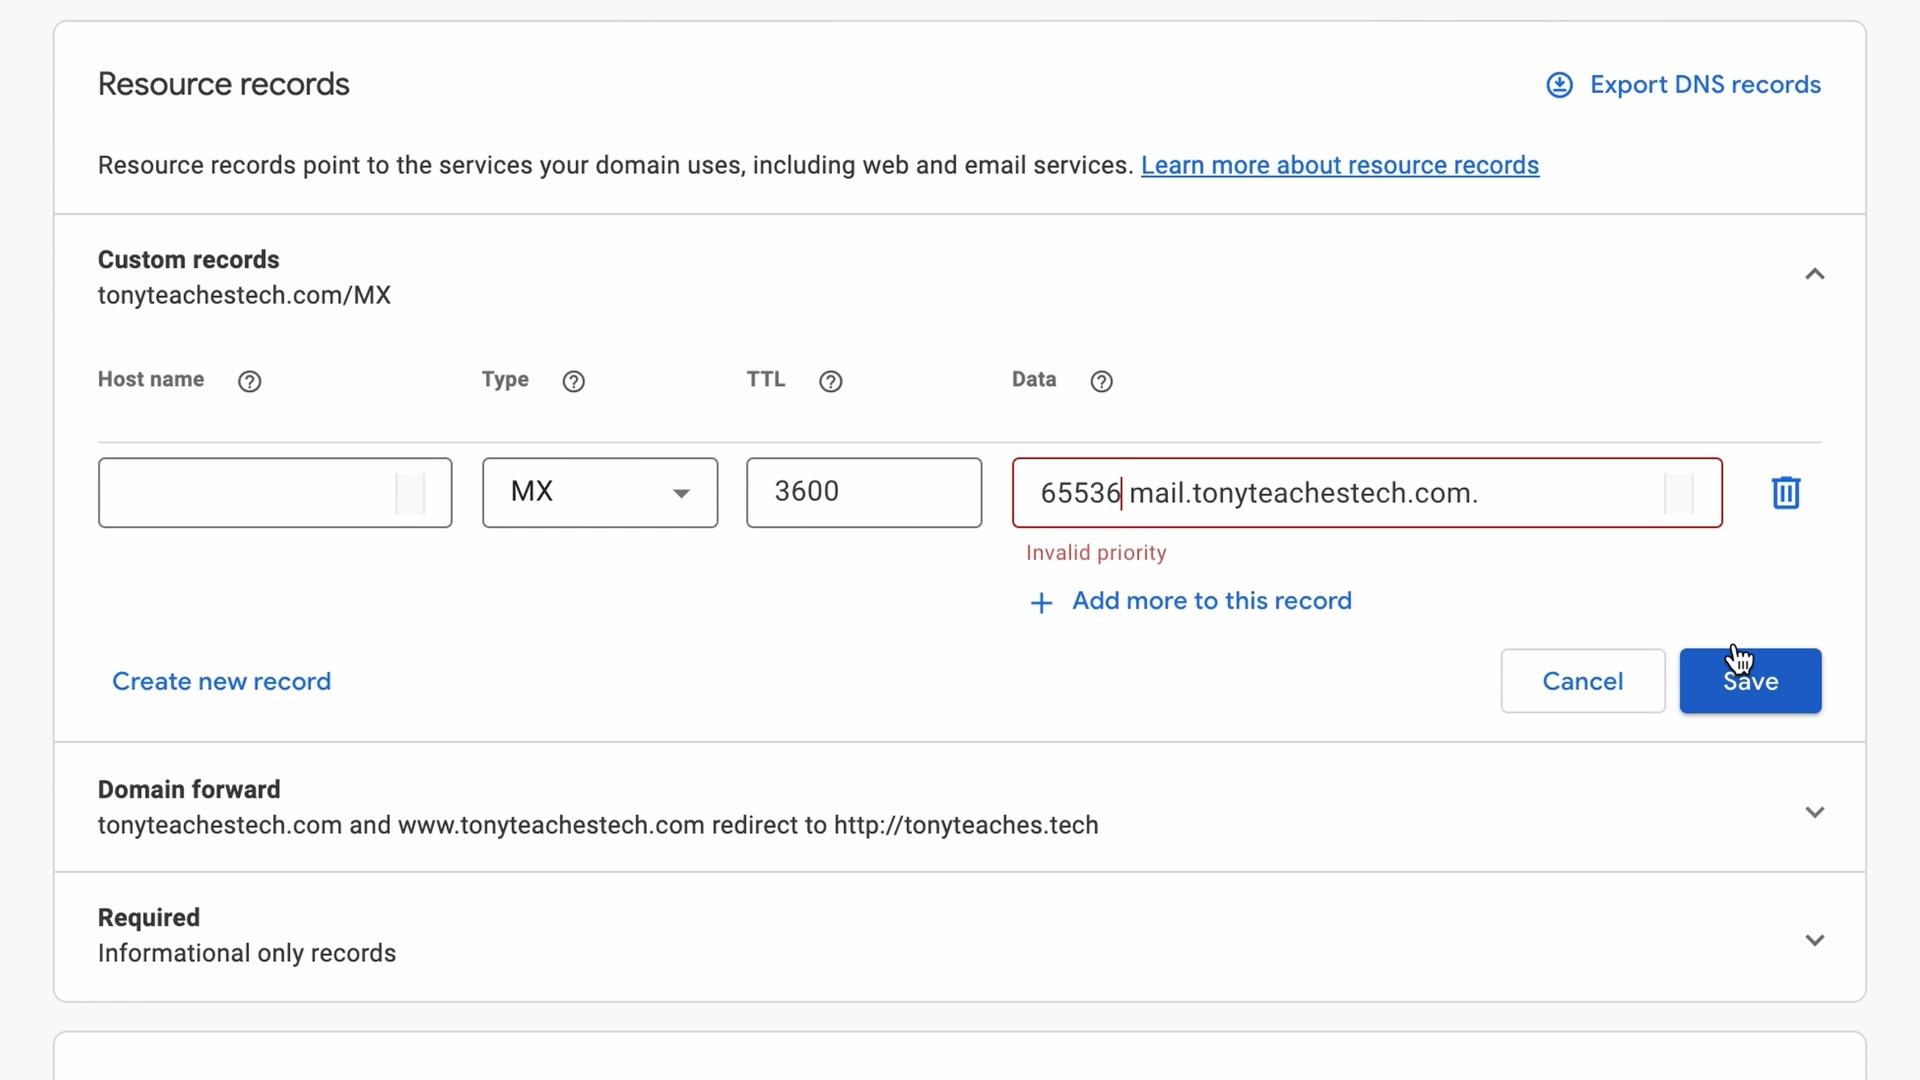 Resource records
Export DNS records
Resource records point to the services your domain uses, including web and email services. Learn more about resource records
Custom records
tonyteachestech.com/MX
Host name
Type
TTL
Data
MX
3600
65536 mail.tonyteachestech.com.
Invalid priority
+ Add more to this record
Create new record
Cancel
Save
Domain forward
tonyteachestech.com and www.tonyteachestech.com redirect to http://tonyteaches.tech
Required
Informational only records